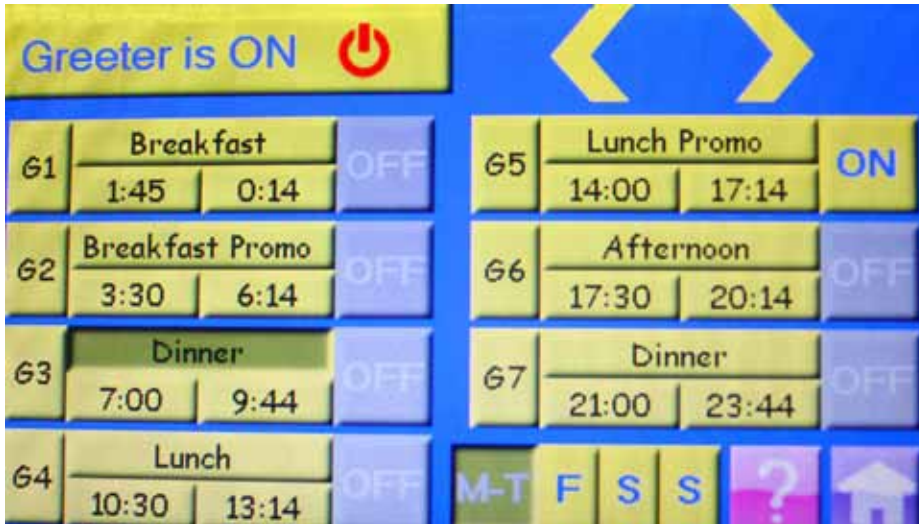 Greeter is ON
G1
Breakfast
1:45 0:14
OFF
G2
Breakfast Promo
3:30 6:14
OFF
G3
Dinner
7:00 9:44
OFF
G4
Lunch
10:30 13:14
OFF
G5
Lunch Promo
14:00 17:14
ON
G6
Afternoon
17:30 20:14
OFF
G7
Dinner
21:00 23:44
OFF
M-T F S S ?